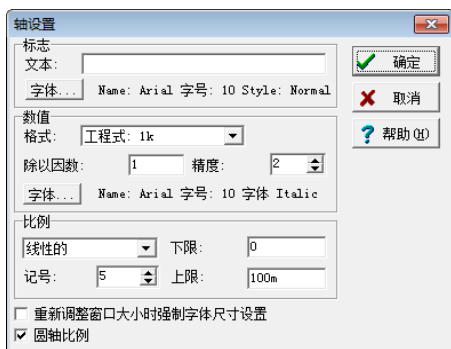 轴设置
标志
文本:
字体... Name: Arial 字号: 10 Style: Normal
数值
格式: 工程式: 1k
除以因数: 1 精度: 2
字体... Name: Arial 字号: 10 字体 Italic
比例
线性的 下限: 0
记号: 5 上限: 100m
重新调整窗口大小时强制字体尺寸设置
圆轴比例
确定
取消
帮助(H)